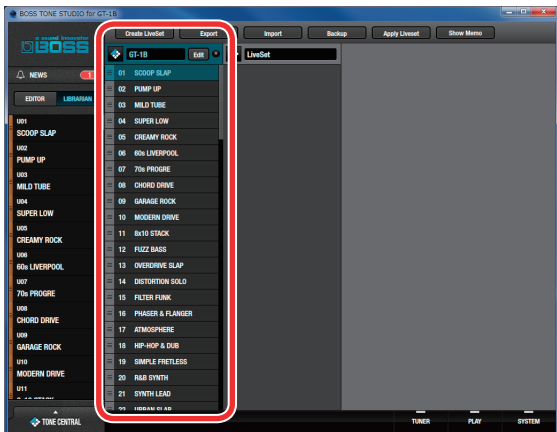 BOSS TONE STUDIO for GT-1B
Create LiveSet
Export
Import
Backup
Apply Liveset
Show Memo
a sound innovator
BOSS
GT-1B
Edit
LiveSet
NEWS
1
EDITOR
LIBRARIAN
U01
SCOOP SLAP
U02
PUMP UP
U03
MILD TUBE
U04
SUPER LOW
U05
CREAMY ROCK
U06
60s LIVERPOOL
U07
70s PROGRE
U08
CHORD DRIVE
U09
GARAGE ROCK
U10
MODERN DRIVE
U11
8x10 STACK
01 SCOOP SLAP
02 PUMP UP
03 MILD TUBE
04 SUPER LOW
05 CREAMY ROCK
06 60s LIVERPOOL
07 70s PROGRE
08 CHORD DRIVE
09 GARAGE ROCK
10 MODERN DRIVE
11 8x10 STACK
12 FUZZ BASS
13 OVERDRIVE SLAP
14 DISTORTION SOLO
15 FILTER FUNK
16 PHASER & FLANGER
17 ATMOSPHERE
18 HIP-HOP & DUB
19 SIMPLE FRETLESS
20 R&B SYNTH
21 SYNTH LEAD
22 URBAN SLAP
TONE CENTRAL
TUNER
PLAY
SYSTEM